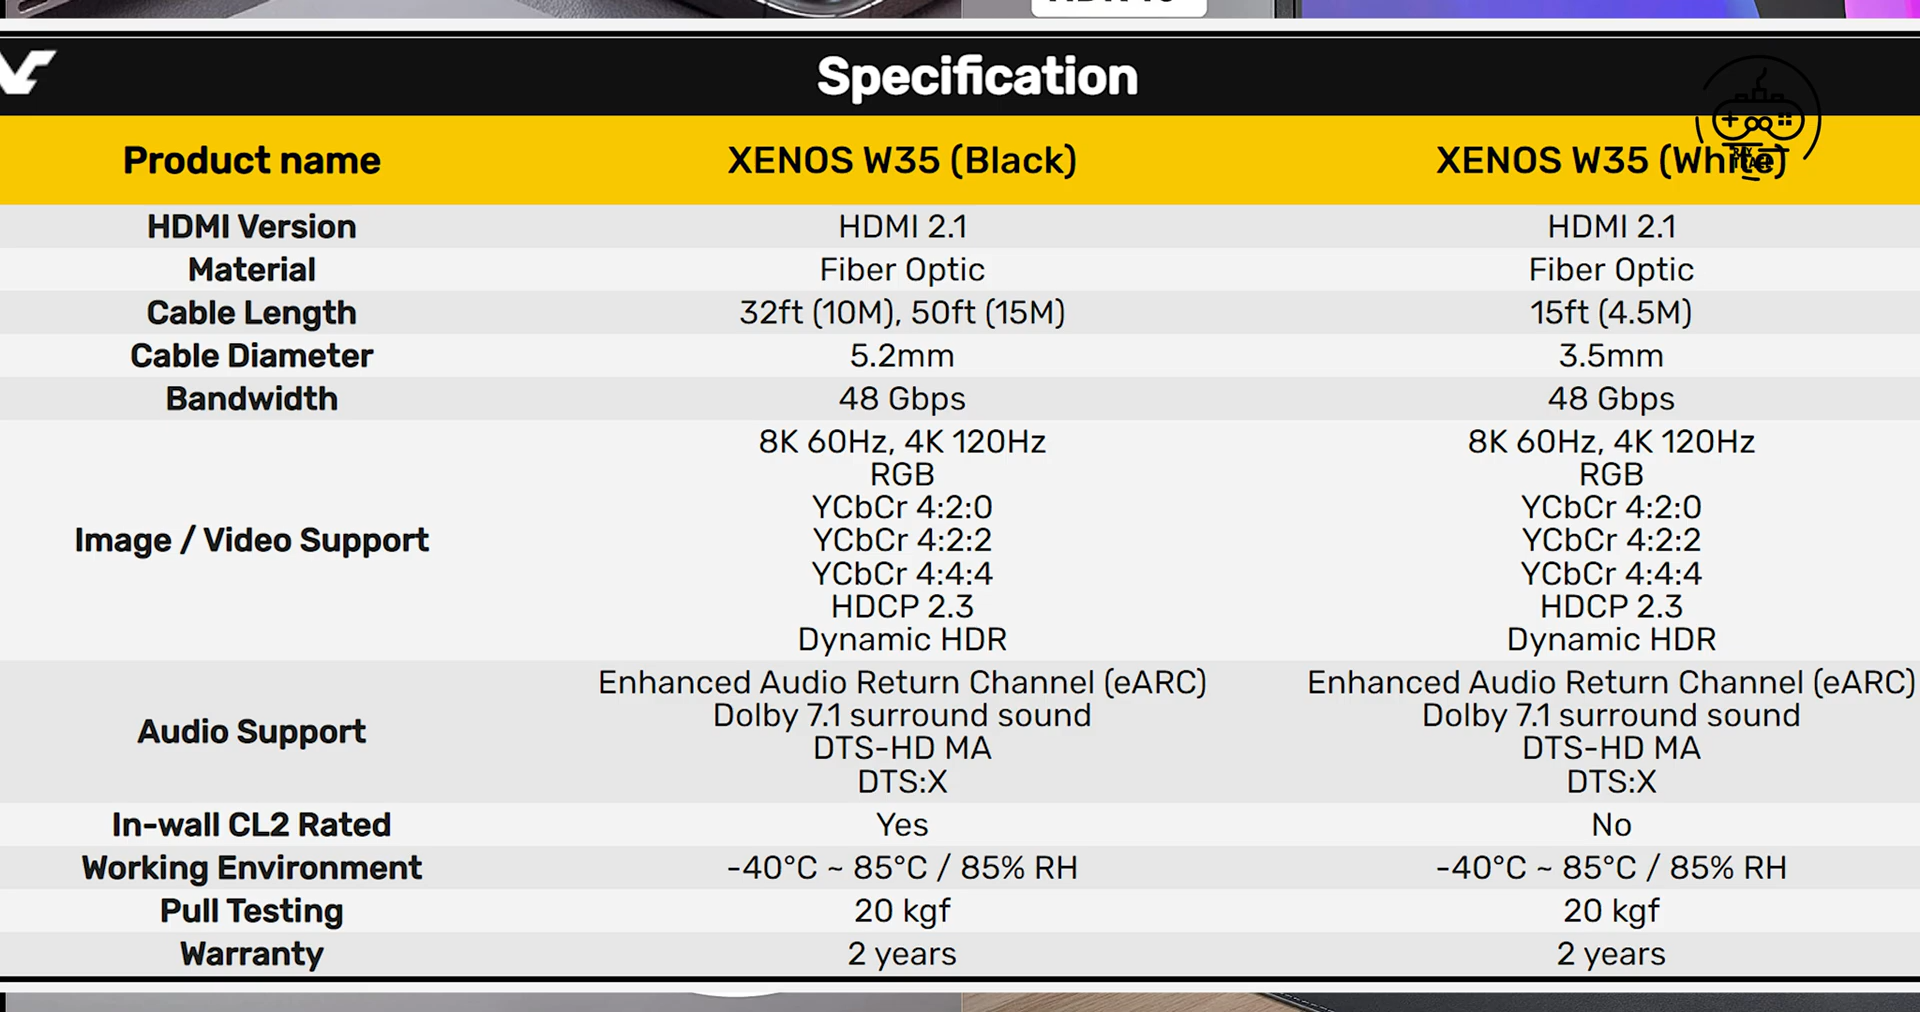 Specification
Product name XENOS W35 (Black) XENOS W35 (White)
HDMI Version HDMI 2.1 HDMI 2.1
Material Fiber Optic Fiber Optic
Cable Length 32ft (10M), 50ft (15M) 15ft (4.5M)
Cable Diameter 5.2mm 3.5mm
Bandwidth 48 Gbps 48 Gbps
Image / Video Support
8K 60Hz, 4K 120Hz 8K 60Hz, 4K 120Hz
RGB RGB
YCbCr 4:2:0 YCbCr 4:2:0
YCbCr 4:2:2 YCbCr 4:2:2
YCbCr 4:4:4 YCbCr 4:4:4
HDCP 2.3 HDCP 2.3
Dynamic HDR Dynamic HDR
Audio Support
Enhanced Audio Return Channel (eARC) Enhanced Audio Return Channel (eARC)
Dolby 7.1 surround sound Dolby 7.1 surround sound
DTS-HD MA DTS-HD MA
DTS:X DTS:X
In-wall CL2 Rated Yes No
Working Environment -40°C ~ 85°C / 85% RH -40°C ~ 85°C / 85% RH
Pull Testing 20 kgf 20 kgf
Warranty 2 years 2 years